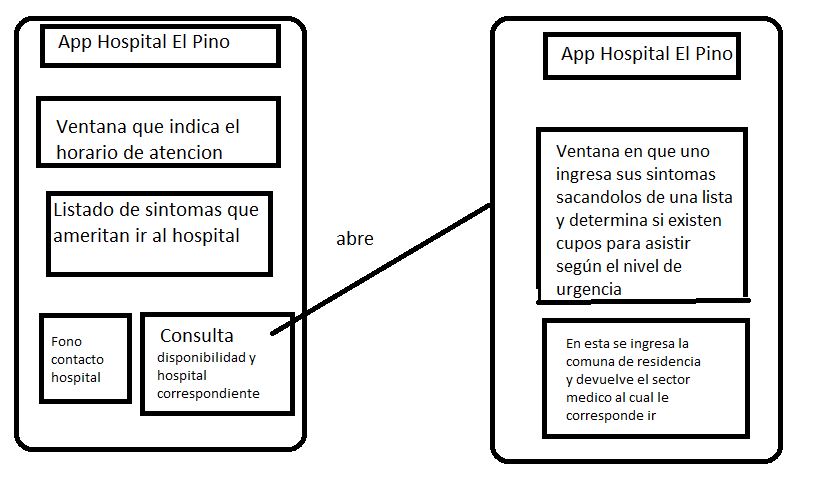 App Hospital El Pino
Ventana que indica el
horario de atencion
Listado de sintomas que
ameritan ir al hospital
Fono
contacto
hospital
Consulta
disponibilidad y
hospital
correspondiente
abre
App Hospital El Pino
Ventana en que uno
ingresa sus sintomas
sacandolos de una lista
y determina si existen
cupos para asistir
según el nivel de
urgencia
En esta se ingresa la
comuna de residencia
y devuelve el sector
medico al cual le
corresponde ir